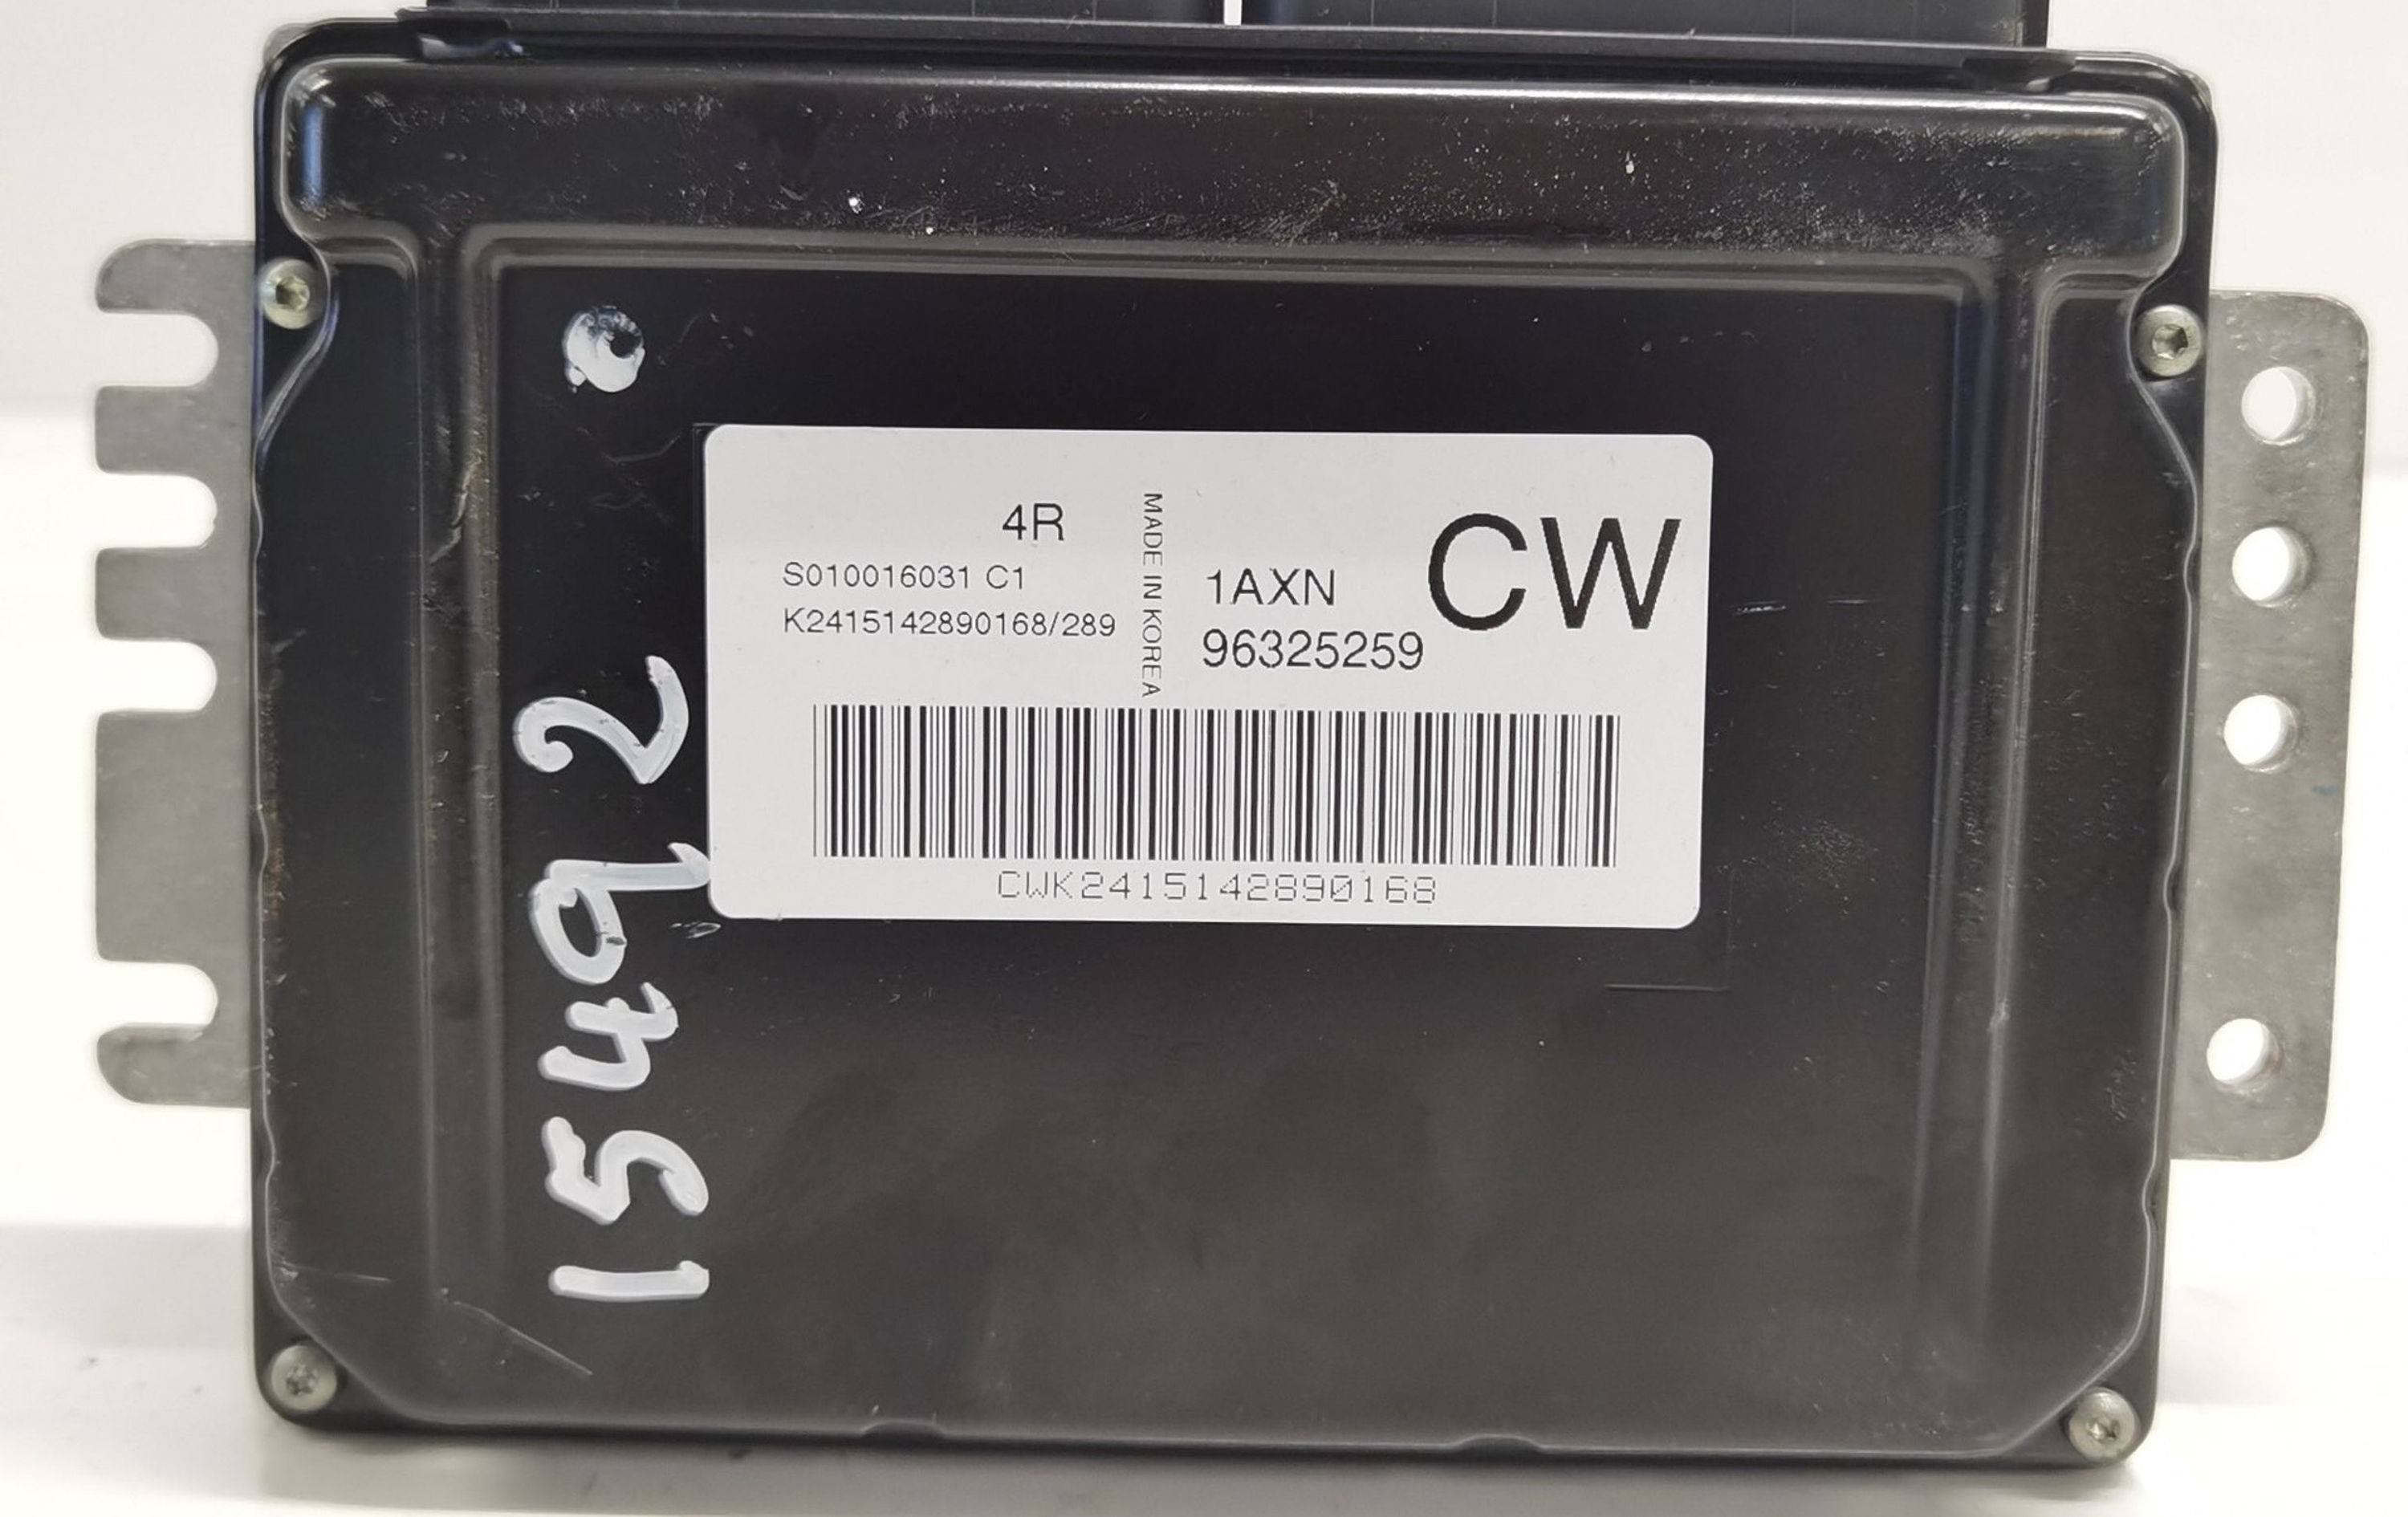 4R
S010016031 C1
K2415142890168/289
MADE IN KOREA
1AXN
96325259
CW
CWK2415142890168
15492